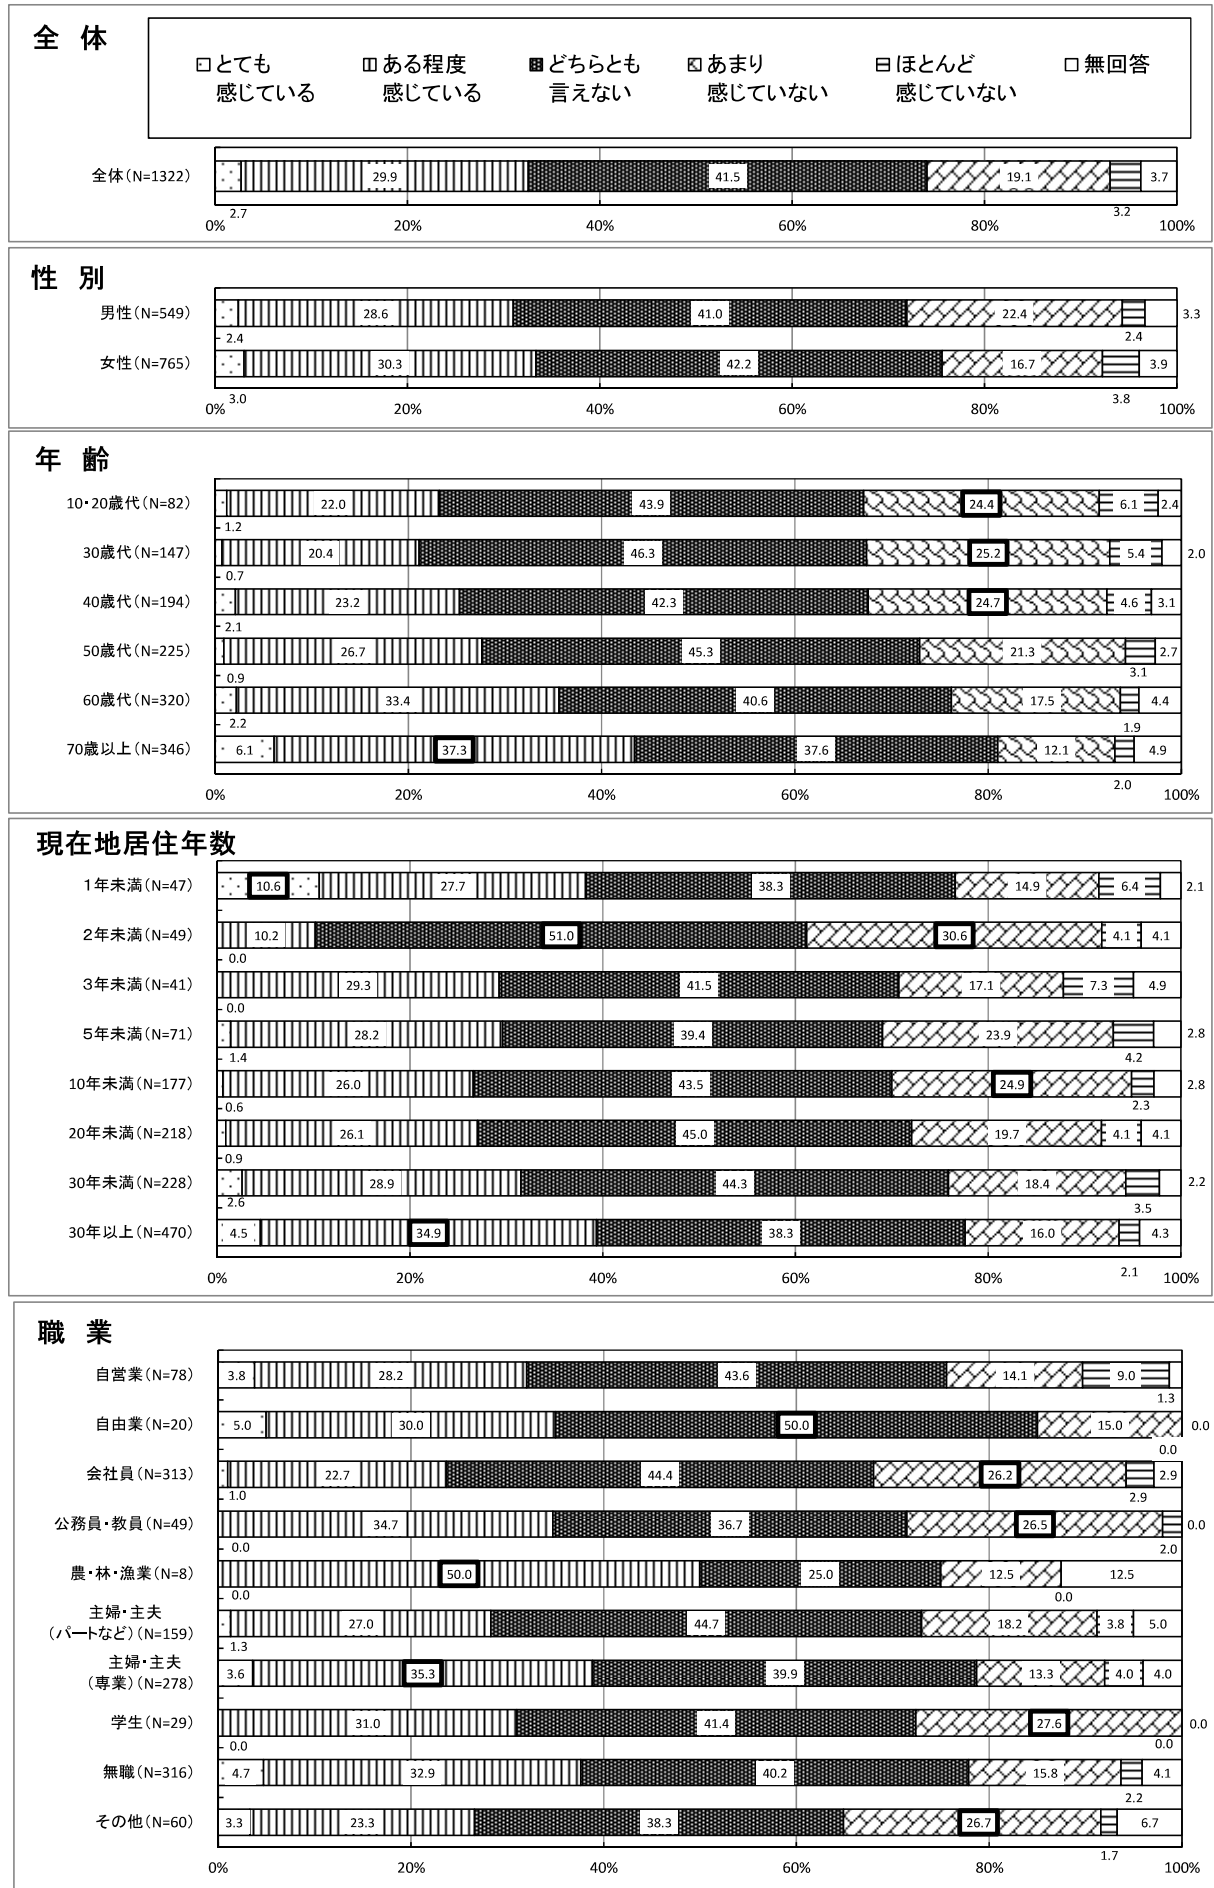 全 体
とても ある程度 どちらとも あまり ほとんど 無回答
感じている 感じている 言えない 感じていない 感じていない
全体(N=1322) 29.9 41.5 19.1 3.7
2.7 3.2
0% 20% 40% 60% 80% 100%
性 別
男性(N=549) 28.6 41.0 22.4 3.3
2.4 2.4
女性(N=765) 30.3 42.2 16.7 3.9
3.0 3.8
0% 20% 40% 60% 80% 100%
年 齢
10・20歳代(N=82) 22.0 43.9 24.4 6.1 2.4
1.2
30歳代(N=147) 20.4 46.3 25.2 5.4 2.0
0.7
40歳代(N=194) 23.2 42.3 24.7 4.6 3.1
2.1
50歳代(N=225) 26.7 45.3 21.3 2.7
0.9 3.1
60歳代(N=320) 33.4 40.6 17.5 4.4
2.2 1.9
70歳以上(N=346) 6.1 37.3 37.6 12.1 4.9
2.0
0% 20% 40% 60% 80% 100%
現在地居住年数
1年未満(N=47) 10.6 27.7 38.3 14.9 6.4 2.1
2年未満(N=49) 10.2 51.0 30.6 4.1 4.1
0.0
3年未満(N=41) 29.3 41.5 17.1 7.3 4.9
0.0
5年未満(N=71) 28.2 39.4 23.9 2.8
1.4 4.2
10年未満(N=177) 26.0 43.5 24.9 2.8
0.6 2.3
20年未満(N=218) 26.1 45.0 19.7 4.1 4.1
0.9
30年未満(N=228) 28.9 44.3 18.4 2.2
2.6 3.5
30年以上(N=470) 4.5 34.9 38.3 16.0 4.3
2.1
0% 20% 40% 60% 80% 100%
職 業
自営業(N=78) 3.8 28.2 43.6 14.1 9.0
1.3
自由業(N=20) 5.0 30.0 50.0 15.0 0.0
0.0
会社員(N=313) 22.7 44.4 26.2 2.9
1.0 2.9
公務員・教員(N=49) 34.7 36.7 26.5 0.0
0.0 2.0
農・林・漁業(N=8) 50.0 25.0 12.5 12.5
0.0 0.0
主婦・主夫
(パートなど)(N=159) 27.0 44.7 18.2 3.8 5.0
1.3
主婦・主夫
(専業)(N=278) 3.6 35.3 39.9 13.3 4.0 4.0
学生(N=29) 31.0 41.4 27.6 0.0
0.0 0.0
無職(N=316) 4.7 32.9 40.2 15.8 4.1
2.2
その他(N=60) 3.3 23.3 38.3 26.7 6.7
1.7
0% 20% 40% 60% 80% 100%